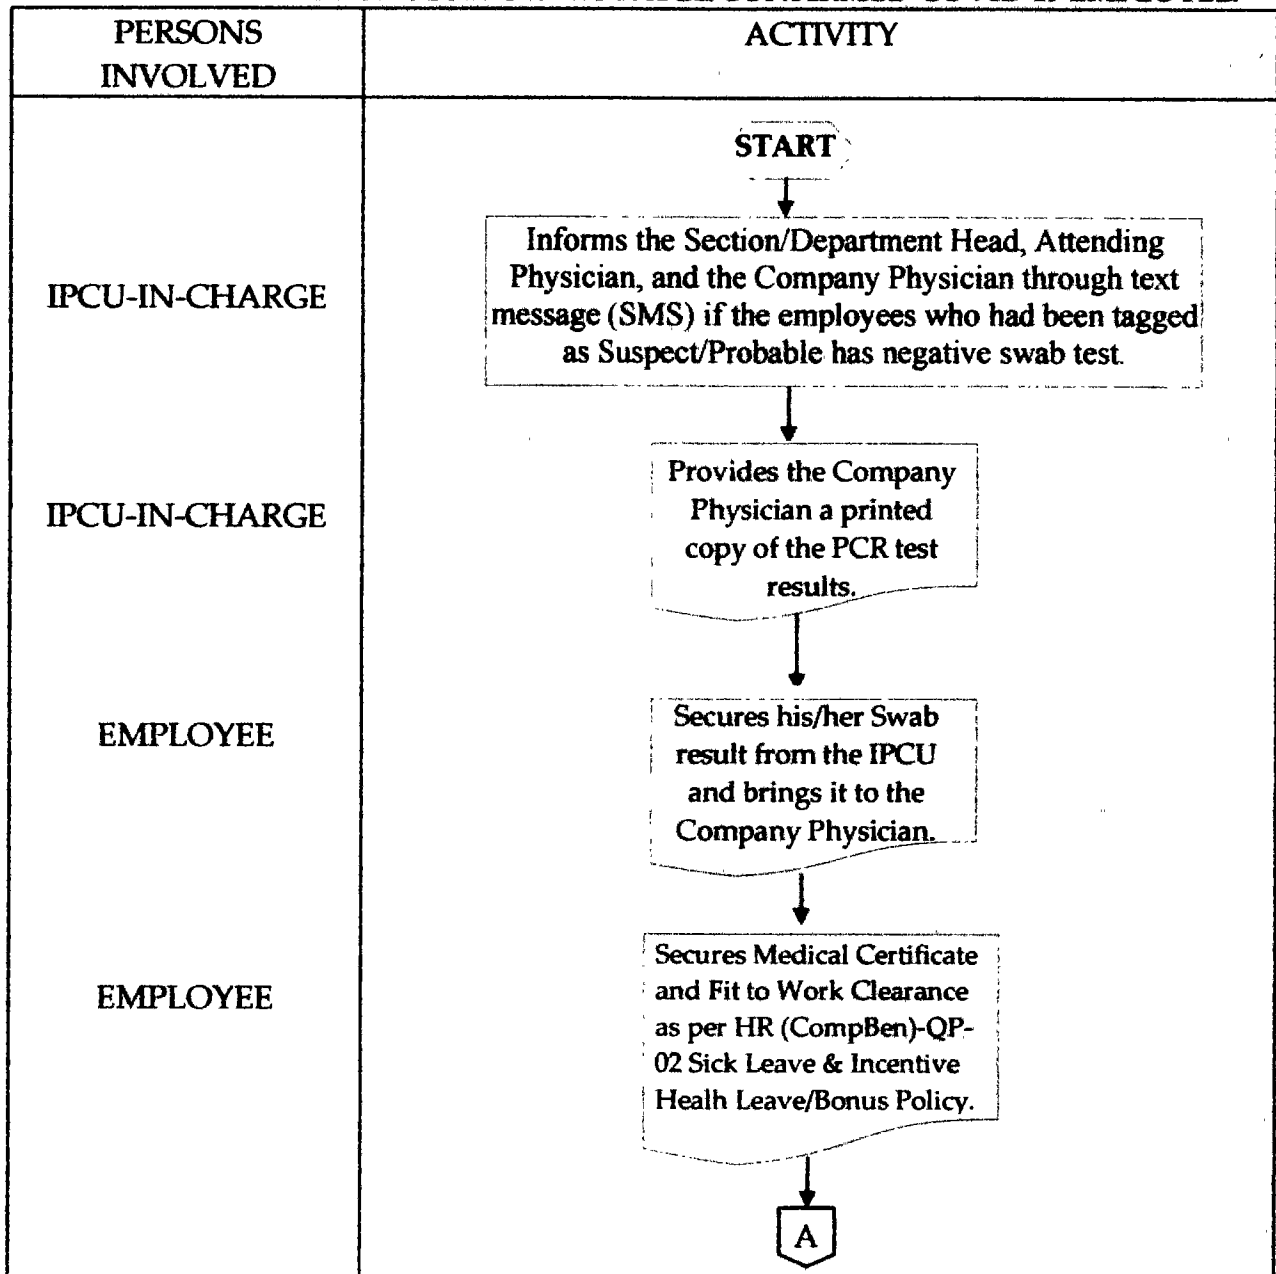 PERSONS
INVOLVED
ACTIVITY
START
IPCU-IN-CHARGE
Informs the Section/Department Head, Attending
Physician, and the Company Physician through text
message (SMS) if the employees who had been tagged
as Suspect/Probable has negative swab test.
IPCU-IN-CHARGE
Provides the Company
Physician a printed
copy of the PCR test
results.
EMPLOYEE
Secures his/her Swab
result from the IPCU
and brings it to the
Company Physician.
EMPLOYEE
Secures Medical Certificate
and Fit to Work Clearance
as per HR (CompBen)-QP-
02 Sick Leave & Incentive
Healh Leave/Bonus Policy.
A